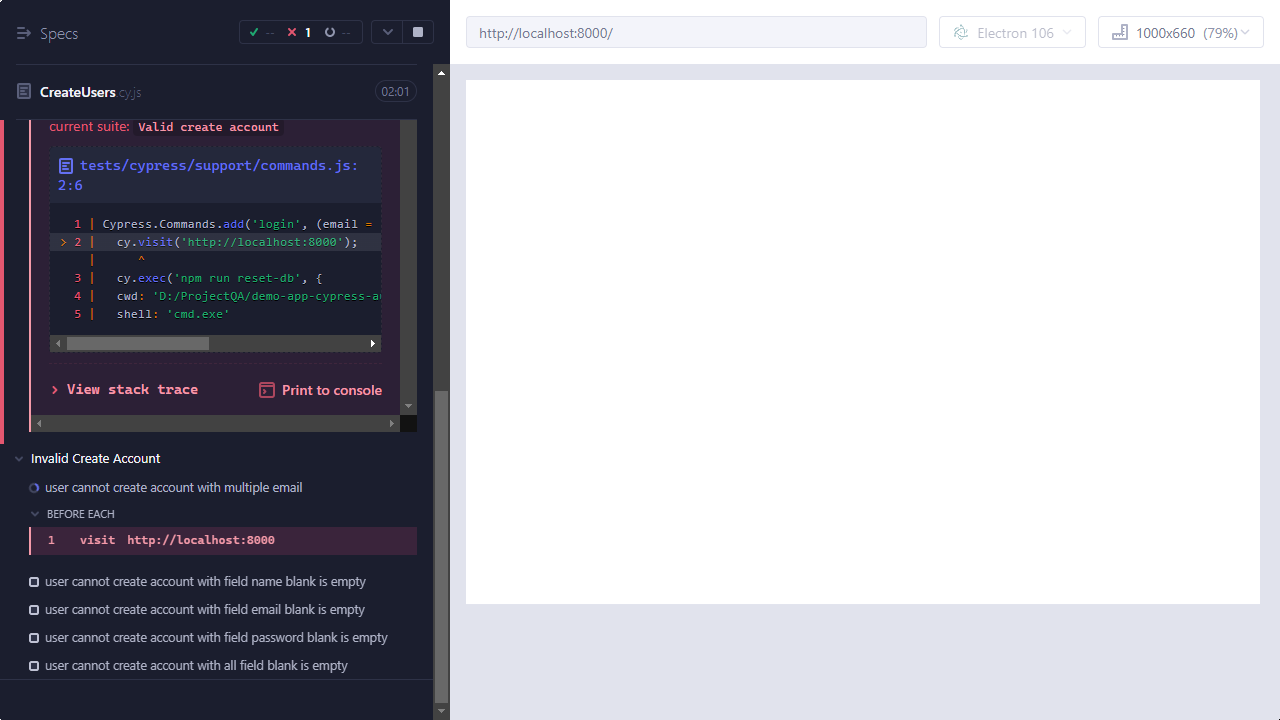 Specs
-- 1 --
http://localhost:8000/
Electron 106
1000x660 (79%)
CreateUsers cy.js
02:01
current suite: Valid create account
tests/cypress/support/commands.js:
2:6
1 | Cypress.Commands.add('login', (email =
> 2 | cy.visit('http://localhost:8000');
| ^
3 | cy.exec('npm run reset-db', {
4 | cwd: 'D:/ProjectQA/demo-app-cypress-a
5 | shell: 'cmd.exe'
> View stack trace
Print to console
Invalid Create Account
user cannot create account with multiple email
BEFORE EACH
1 visit http://localhost:8000
user cannot create account with field name blank is empty
user cannot create account with field email blank is empty
user cannot create account with field password blank is empty
user cannot create account with all field blank is empty